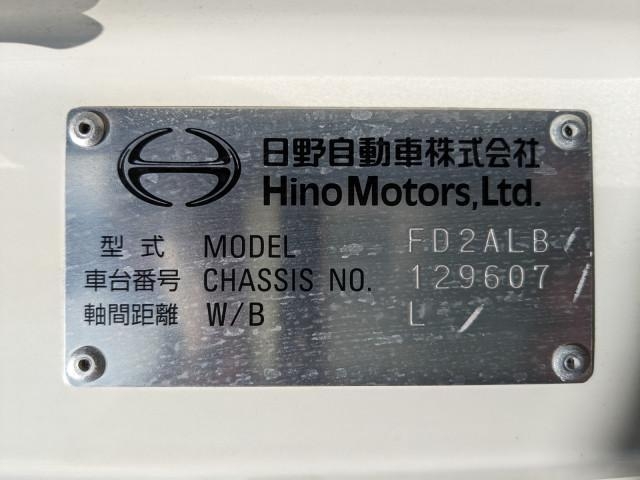 日野自動車株式会社
Hino Motors, Ltd.
型式 MODEL FD2ALB
車台番号 CHASSIS NO. 129607
軸間距離 W/B L